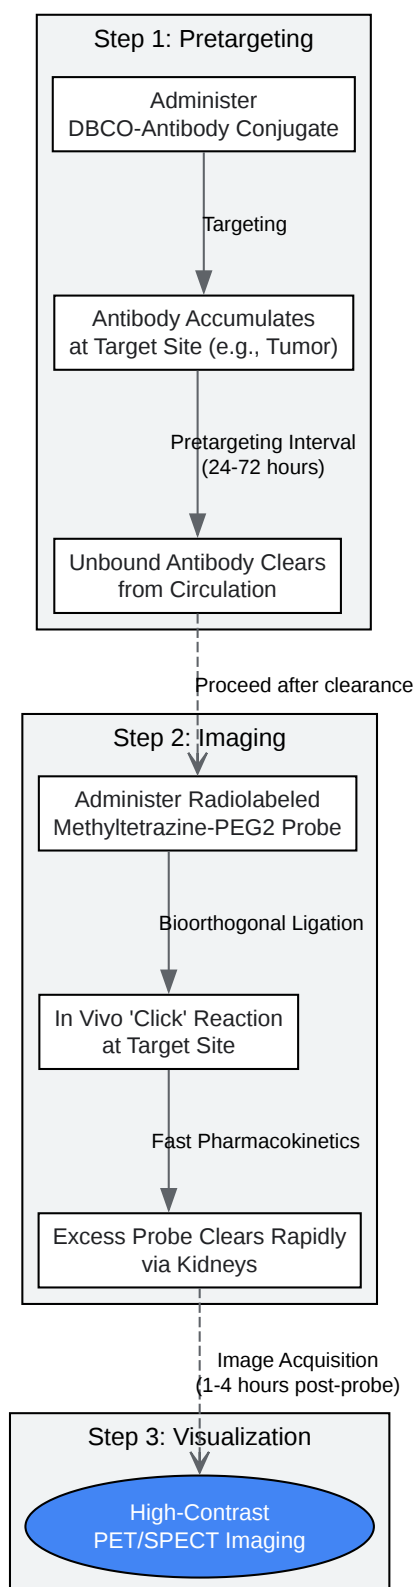 Step 1: Pretargeting
Administer
DBCO-Antibody Conjugate
Targeting
Antibody Accumulates
at Target Site (e.g., Tumor)
Pretargeting Interval
(24-72 hours)
Unbound Antibody Clears
from Circulation
Proceed after clearance
Step 2: Imaging
Administer Radiolabeled
Methyltetrazine-PEG2 Probe
Bioorthogonal Ligation
In Vivo 'Click' Reaction
at Target Site
Fast Pharmacokinetics
Excess Probe Clears Rapidly
via Kidneys
Image Acquisition
(1-4 hours post-probe)
Step 3: Visualization
High-Contrast
PET/SPECT Imaging